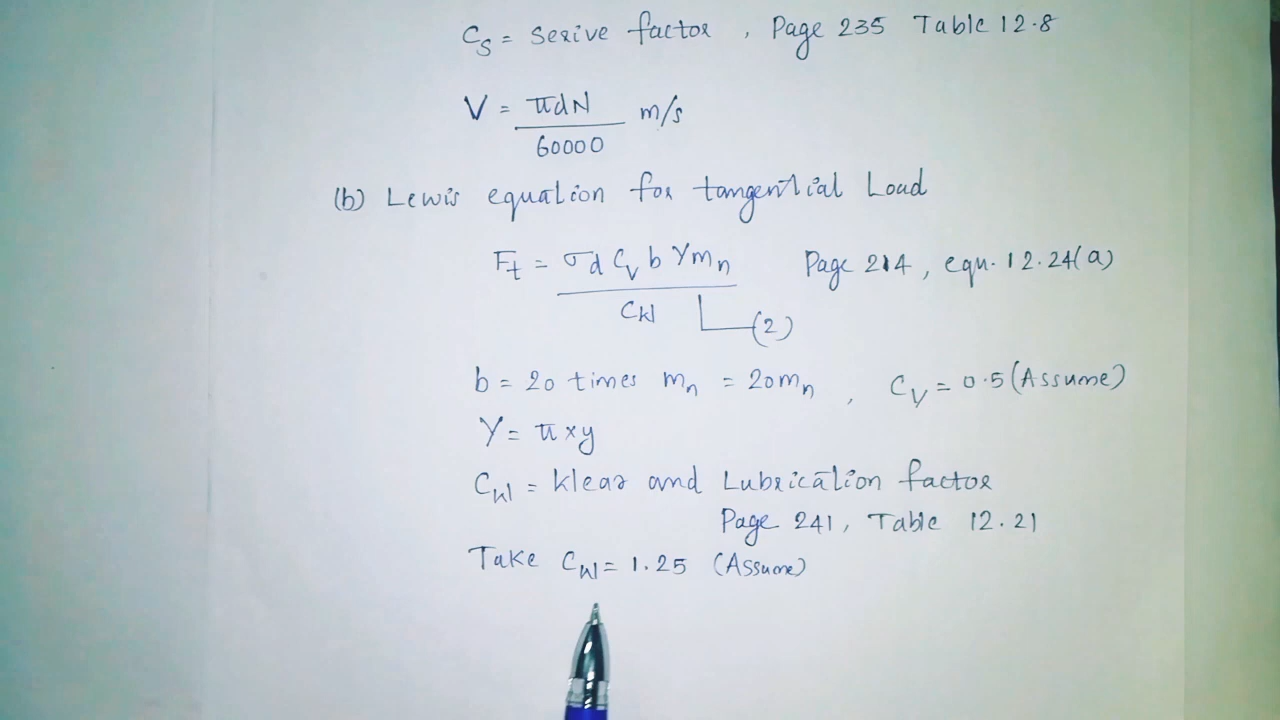 Cs = Serive factor , Page 235 Table 12.8
V = πdN / 60000 m/s
(b) Lewis equation for tangential Load
Ft = σd Cv b Y mn / Cwl (2) Page 214, equn. 12.24(a)
b = 20 times mn = 20mn , Cv = 0.5 (Assume)
Y = π × y
Cwl = Wear and Lubrication factor
Page 241, Table 12.21
Take Cwl = 1.25 (Assume)